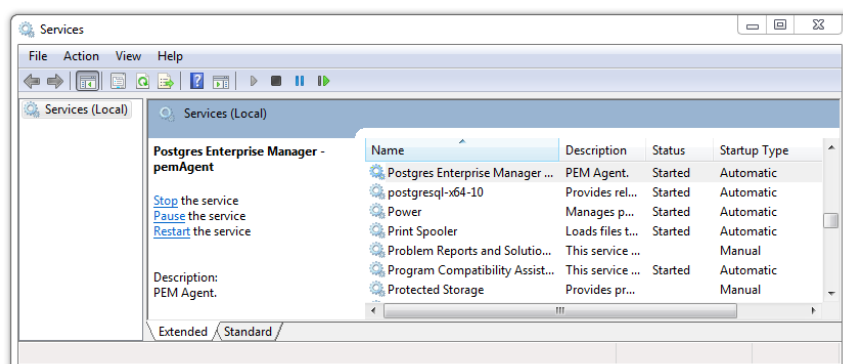 Services
File Action View Help
Services (Local)
Services (Local)
Postgres Enterprise Manager -
pemAgent
Stop the service
Pause the service
Restart the service
Description:
PEM Agent.
Name Description Status Startup Type
Postgres Enterprise Manager ... PEM Agent. Started Automatic
postgresql-x64-10 Provides rel... Started Automatic
Power Manages p... Started Automatic
Print Spooler Loads files t... Started Automatic
Problem Reports and Solutio... This service ... Manual
Program Compatibility Assist... This service ... Started Automatic
Protected Storage Provides pr... Manual
Extended Standard